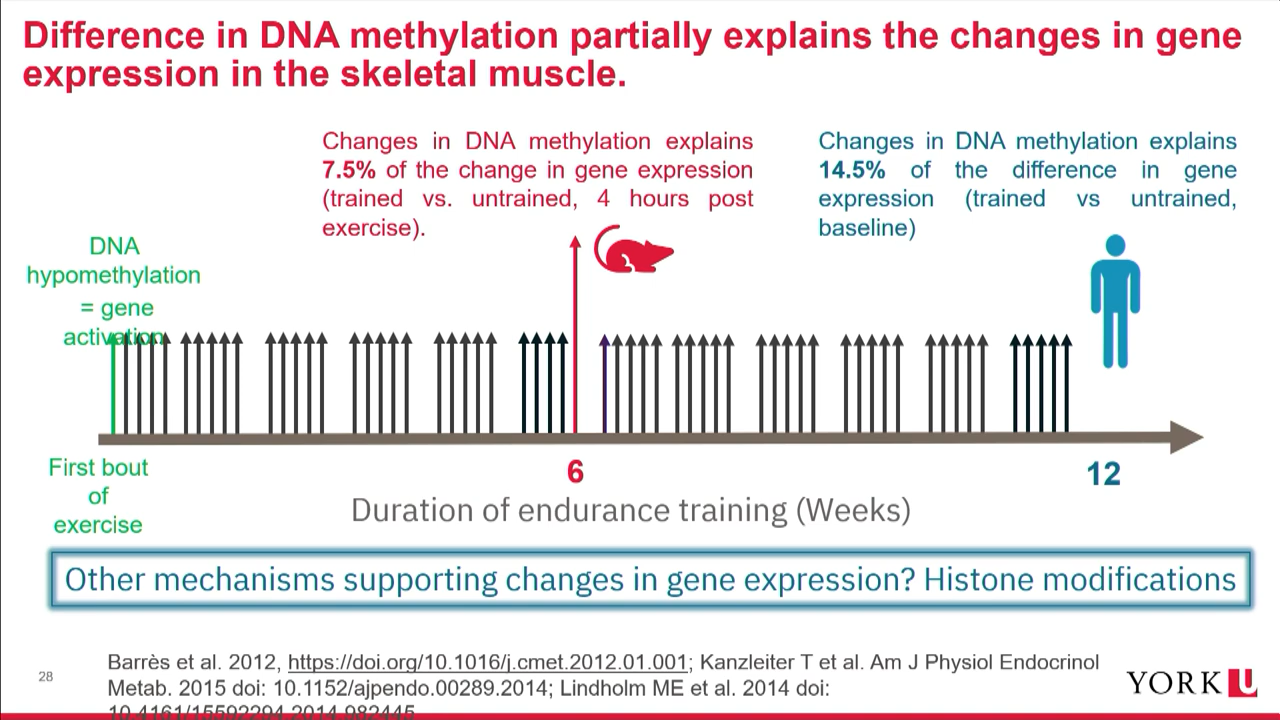 Difference in DNA methylation partially explains the changes in gene
expression in the skeletal muscle.
Changes in DNA methylation explains
7.5% of the change in gene expression
(trained vs. untrained, 4 hours post
exercise).
Changes in DNA methylation explains
14.5% of the difference in gene
expression (trained vs untrained,
baseline)
DNA
hypomethylation
= gene
activation
First bout
of
exercise
6
12
Duration of endurance training (Weeks)
Other mechanisms supporting changes in gene expression? Histone modifications
28
Barrès et al. 2012, https://doi.org/10.1016/j.cmet.2012.01.001; Kanzleiter T et al. Am J Physiol Endocrinol
Metab. 2015 doi: 10.1152/ajpendo.00289.2014; Lindholm ME et al. 2014 doi:
10.4161/15592294.2014.982445
YORK U